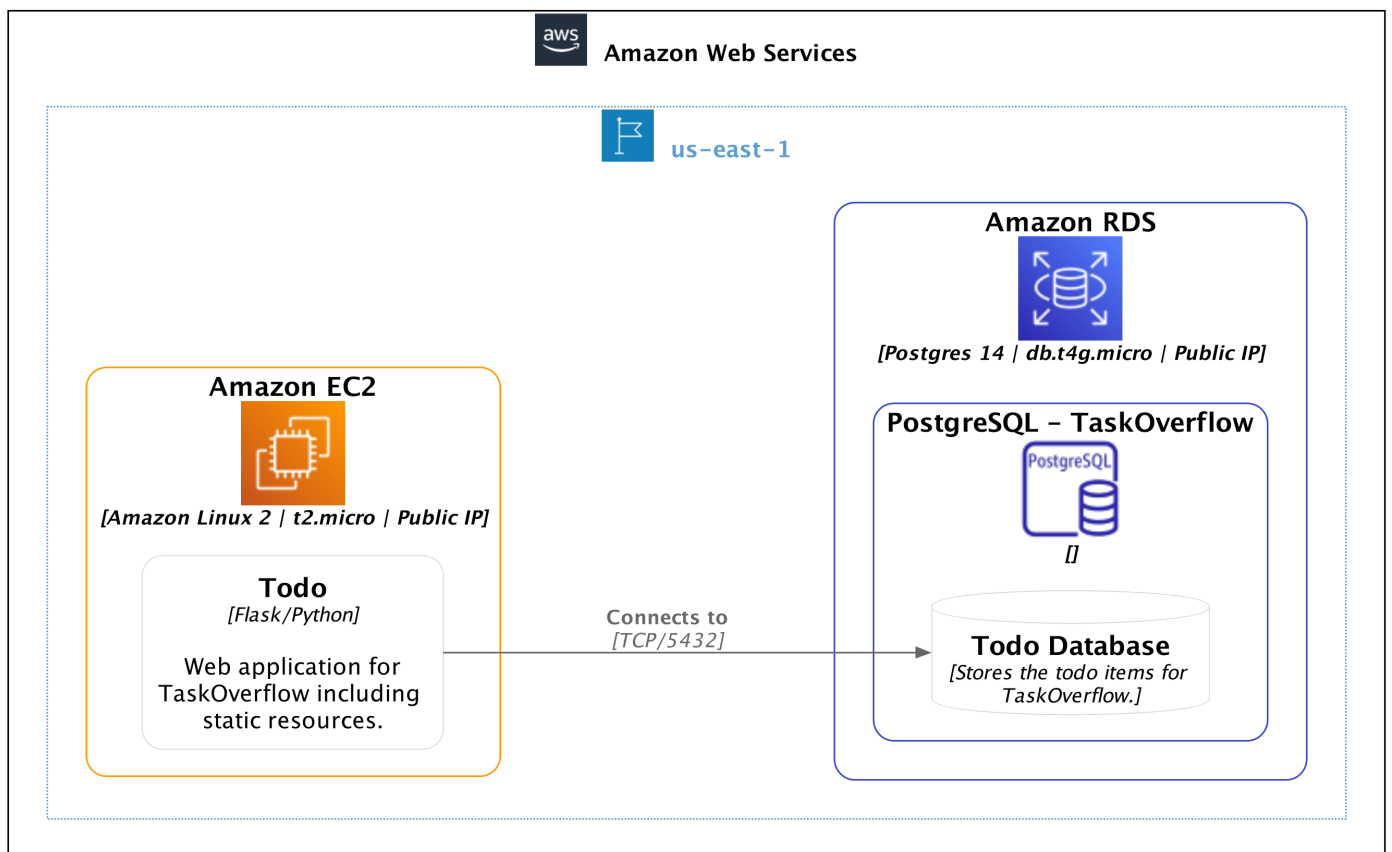 aws
Amazon Web Services
us-east-1
Amazon RDS
[Postgres 14 | db.t4g.micro | Public IP]
PostgreSQL - TaskOverflow
PostgreSQL
[]
Todo Database
[Stores the todo items for
TaskOverflow.]
Amazon EC2
[Amazon Linux 2 | t2.micro | Public IP]
Todo
[Flask/Python]
Web application for
TaskOverflow including
static resources.
Connects to
[TCP/5432]